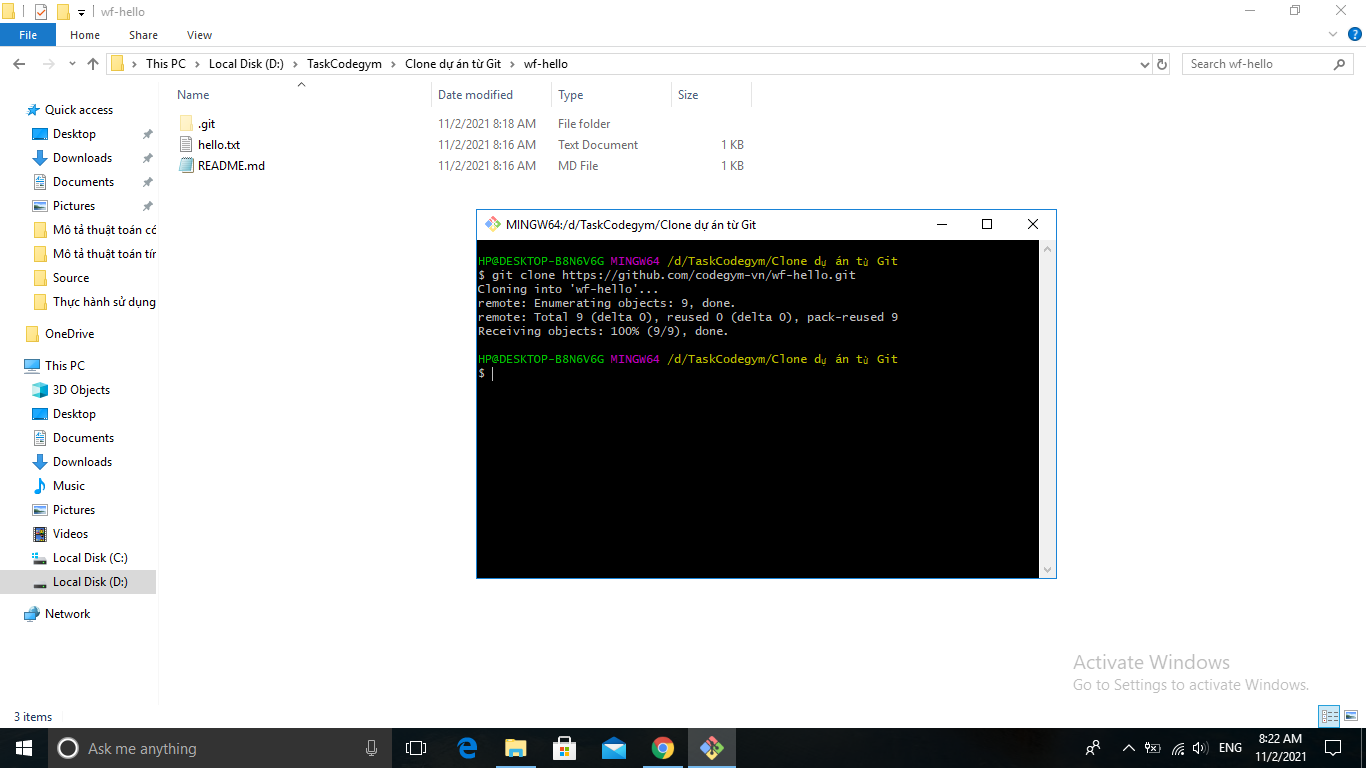 wf-hello
File Home Share View
This PC Local Disk (D:) TaskCodegym Clone dự án từ Git wf-hello
Search wf-hello
Name Date modified Type Size
.git 11/2/2021 8:18 AM File folder
hello.txt 11/2/2021 8:16 AM Text Document 1 KB
README.md 11/2/2021 8:16 AM MD File 1 KB
Quick access
Desktop
Downloads
Documents
Pictures
Mô tả thuật toán có
Mô tả thuật toán tír
Source
Thực hành sử dụng
OneDrive
This PC
3D Objects
Desktop
Documents
Downloads
Music
Pictures
Videos
Local Disk (C:)
Local Disk (D:)
Network
MINGW64:/d/TaskCodegym/Clone dự án từ Git
HP@DESKTOP-B8N6V6G MINGW64 /d/TaskCodegym/Clone dự án từ Git
$ git clone https://github.com/codegym-vn/wf-hello.git
Cloning into 'wf-hello'...
remote: Enumerating objects: 9, done.
remote: Total 9 (delta 0), reused 0 (delta 0), pack-reused 9
Receiving objects: 100% (9/9), done.
HP@DESKTOP-B8N6V6G MINGW64 /d/TaskCodegym/Clone dự án từ Git
$
Activate Windows
Go to Settings to activate Windows.
3 items
Ask me anything
ENG
8:22 AM
11/2/2021